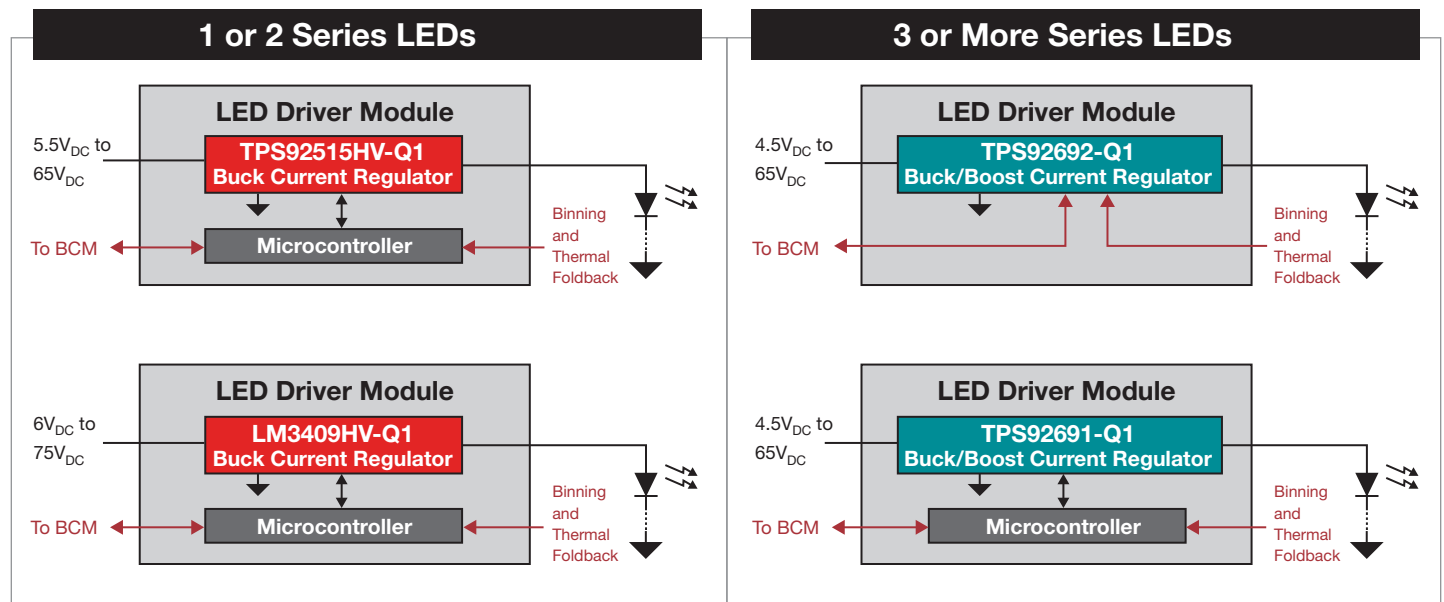 1 or 2 Series LEDs
LED Driver Module
5.5VDC to
65VDC
TPS92515HV-Q1
Buck Current Regulator
Microcontroller
To BCM
Binning
and
Thermal
Foldback
LED Driver Module
6VDC to
75VDC
LM3409HV-Q1
Buck Current Regulator
Microcontroller
To BCM
Binning
and
Thermal
Foldback
3 or More Series LEDs
LED Driver Module
4.5VDC to
65VDC
TPS92692-Q1
Buck/Boost Current Regulator
To BCM
Binning
and
Thermal
Foldback
LED Driver Module
4.5VDC to
65VDC
TPS92691-Q1
Buck/Boost Current Regulator
Microcontroller
To BCM
Binning
and
Thermal
Foldback